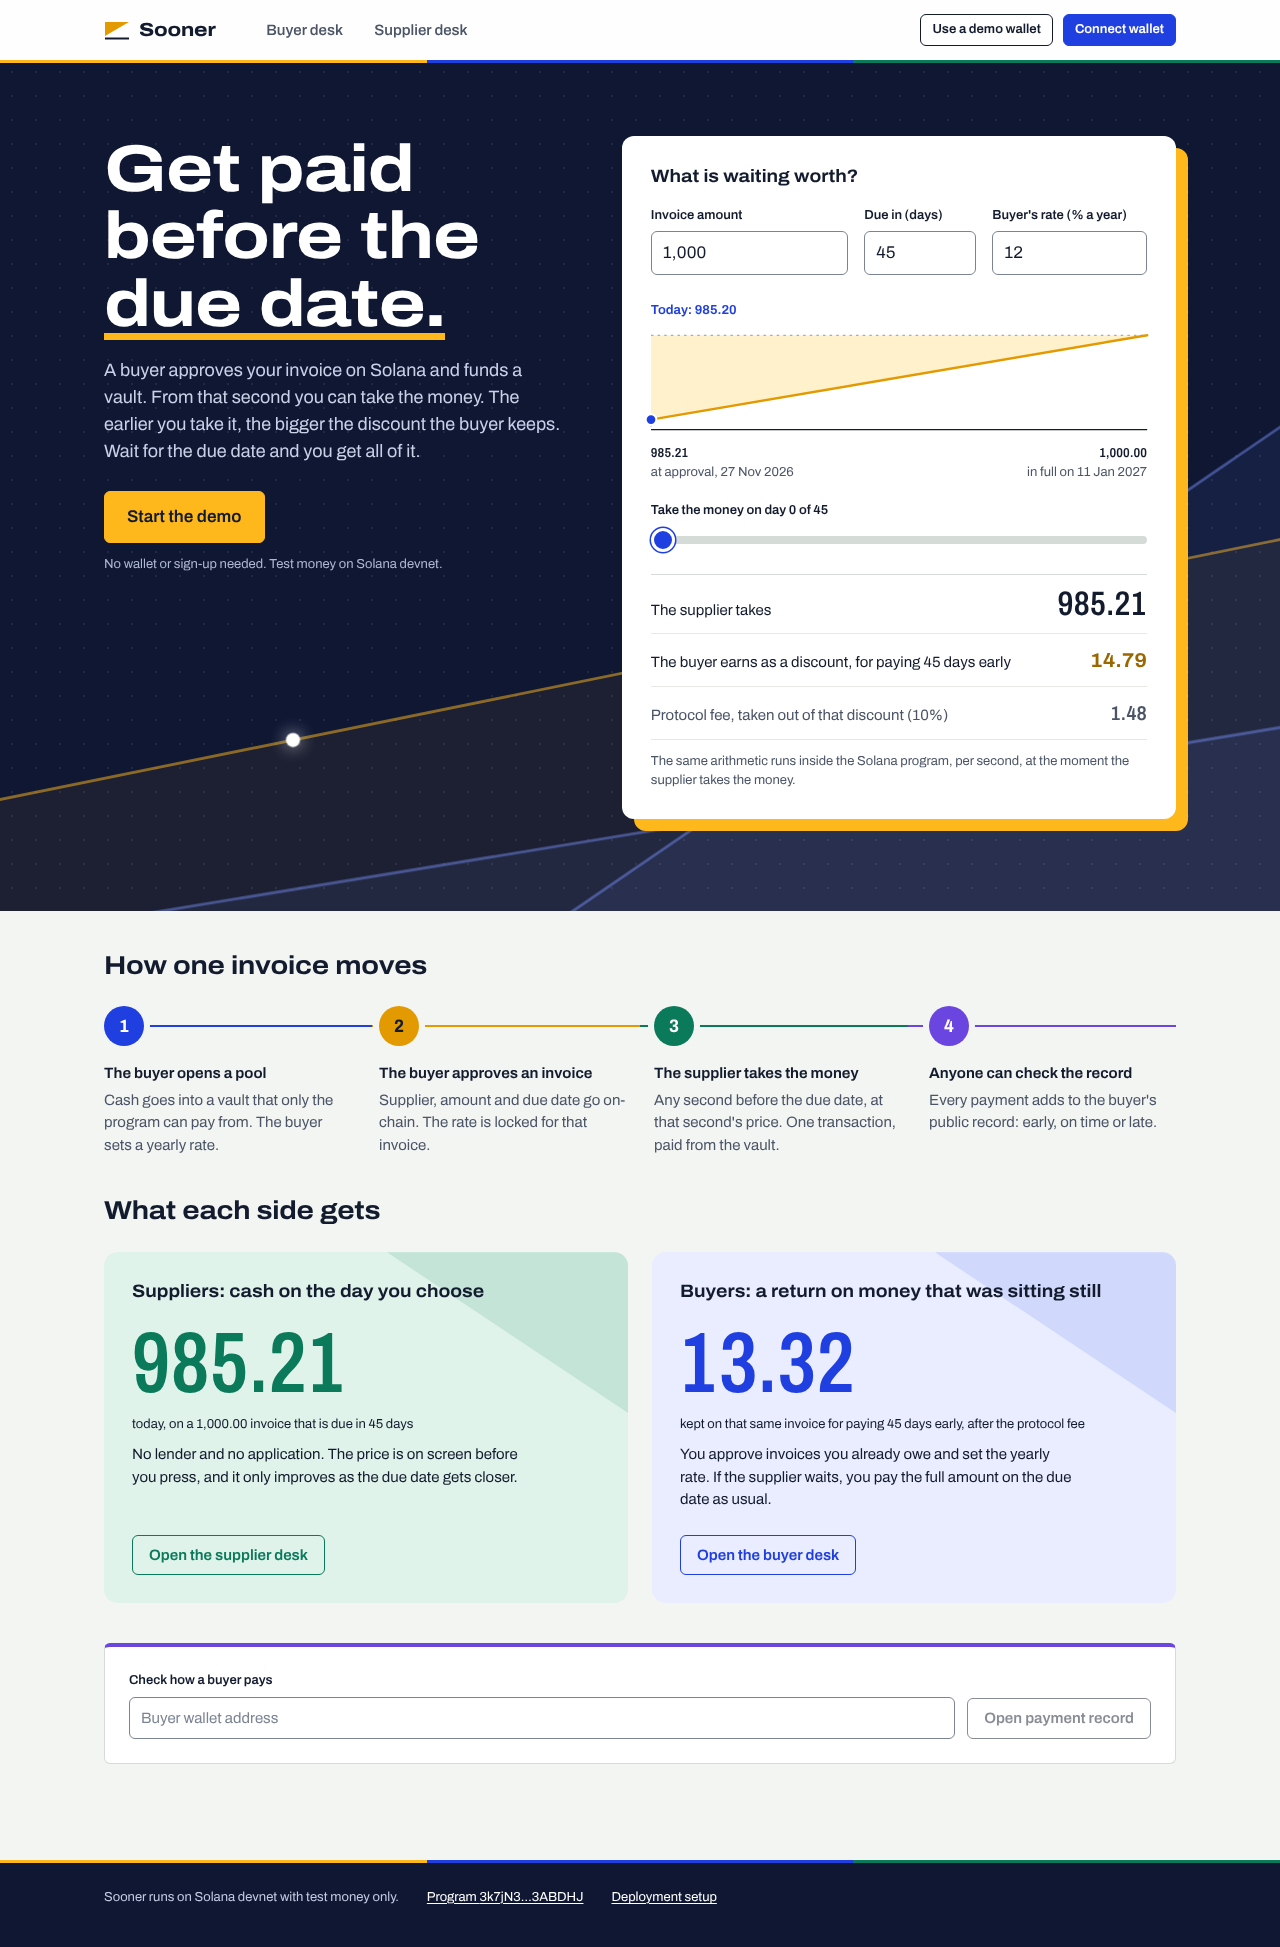 Sooner
Buyer desk
Supplier desk
Use a demo wallet
Connect wallet
Get paid
before the
due date.
A buyer approves your invoice on Solana and funds a
vault. From that second you can take the money. The
earlier you take it, the bigger the discount the buyer keeps.
Wait for the due date and you get all of it.
Start the demo
No wallet or sign-up needed. Test money on Solana devnet.
What is waiting worth?
Invoice amount
Due in (days)
Buyer's rate (% a year)
1,000
45
12
Today: 985.20
985.21
1,000.00
at approval, 27 Nov 2026
in full on 11 Jan 2027
Take the money on day 0 of 45
The supplier takes
985.21
The buyer earns as a discount, for paying 45 days early
14.79
Protocol fee, taken out of that discount (10%)
1.48
The same arithmetic runs inside the Solana program, per second, at the moment the
supplier takes the money.
How one invoice moves
1
2
3
4
The buyer opens a pool
Cash goes into a vault that only the
program can pay from. The buyer
sets a yearly rate.
The buyer approves an invoice
Supplier, amount and due date go on-
chain. The rate is locked for that
invoice.
The supplier takes the money
Any second before the due date, at
that second's price. One transaction,
paid from the vault.
Anyone can check the record
Every payment adds to the buyer's
public record: early, on time or late.
What each side gets
Suppliers: cash on the day you choose
985.21
today, on a 1,000.00 invoice that is due in 45 days
No lender and no application. The price is on screen before
you press, and it only improves as the due date gets closer.
Open the supplier desk
Buyers: a return on money that was sitting still
13.32
kept on that same invoice for paying 45 days early, after the protocol fee
You approve invoices you already owe and set the yearly
rate. If the supplier waits, you pay the full amount on the due
date as usual.
Open the buyer desk
Check how a buyer pays
Buyer wallet address
Open payment record
Sooner runs on Solana devnet with test money only.
Program 3k7jN3...3ABDHJ
Deployment setup